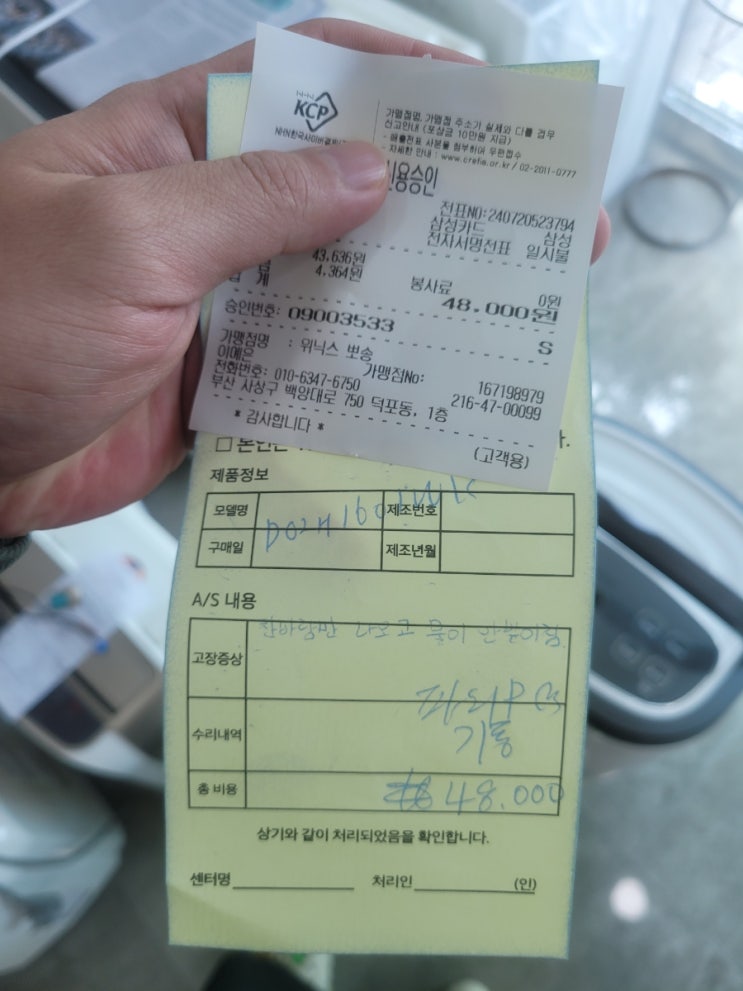 KCP
가맹점명, 가맹점 주소가 실제와 다를 경우
신고안내 (포상금 10만원 지급)
- 매출전표 사본을 첨부하여 우편접수
- 자세한 안내 : www.crefia.or.kr / 02-2011-0777
NHN한국사이버결제
신용승인
전표NO:240720523794
삼성카드 삼성
전자서명전표 일시불
43,636원
4,364원 봉사료 0원
계 48,000원
승인번호: 09003533 S
가맹점명 : 위닉스 뽀송
이예은 가맹점No: 167198979
전화번호: 010-6347-6750 216-47-00099
부산 사상구 백양대로 750 덕포동, 1층
* 감사합니다 *
(고객용)
제품정보
모델명 제조번호
구매일 제조년월
A/S 내용
고장증상 찬바람만 나오고 물이
수리내역
총 비용 48.000
상기와 같이 처리되었음을 확인합니다.
센터명 처리인 (인)